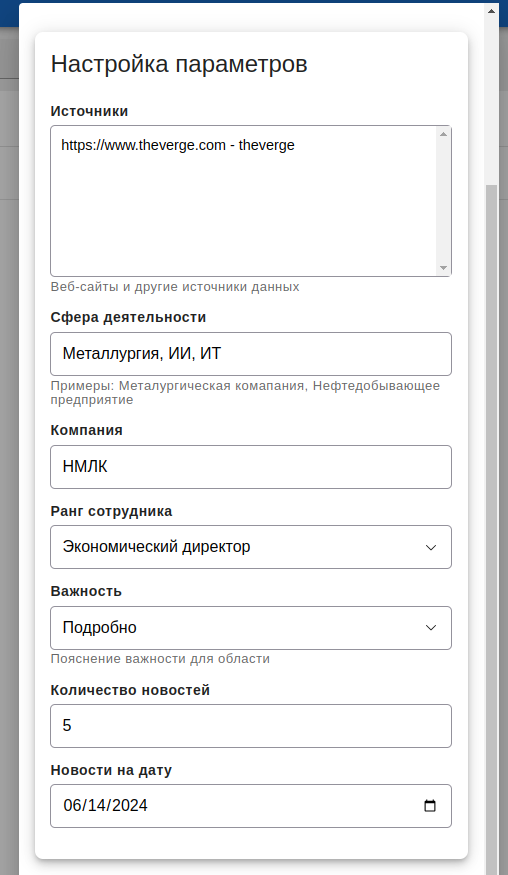 Настройка параметров
Источники
https://www.theverge.com - theverge
Веб-сайты и другие источники данных
Сфера деятельности
Металлургия, ИИ, ИТ
Примеры: Металургическая комапания, Нефтедобывающее
предприятие
Компания
НМЛК
Ранг сотрудника
Экономический директор
Важность
Подробно
Пояснение важности для области
Количество новостей
5
Новости на дату
06/14/2024